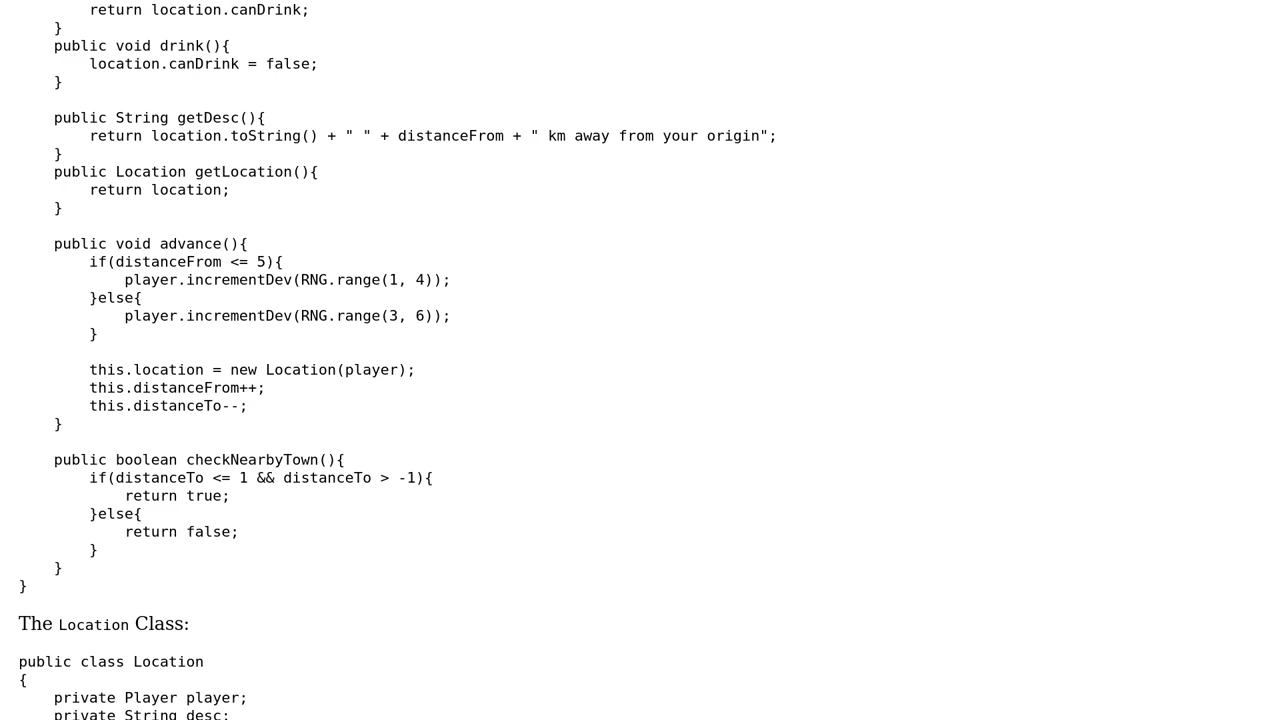 return location.canDrink;
    }
    public void drink(){
        location.canDrink = false;
    }

    public String getDesc(){
        return location.toString() + " " + distanceFrom + " km away from your origin";
    }
    public Location getLocation(){
        return location;
    }

    public void advance(){
        if(distanceFrom <= 5){
            player.incrementDev(RNG.range(1, 4));
        }else{
            player.incrementDev(RNG.range(3, 6));
        }

        this.location = new Location(player);
        this.distanceFrom++;
        this.distanceTo--;
    }

    public boolean checkNearbyTown(){
        if(distanceTo <= 1 && distanceTo > -1){
            return true;
        }else{
            return false;
        }
    }
}
The Location Class:
public class Location
{
    private Player player;
    private String desc;